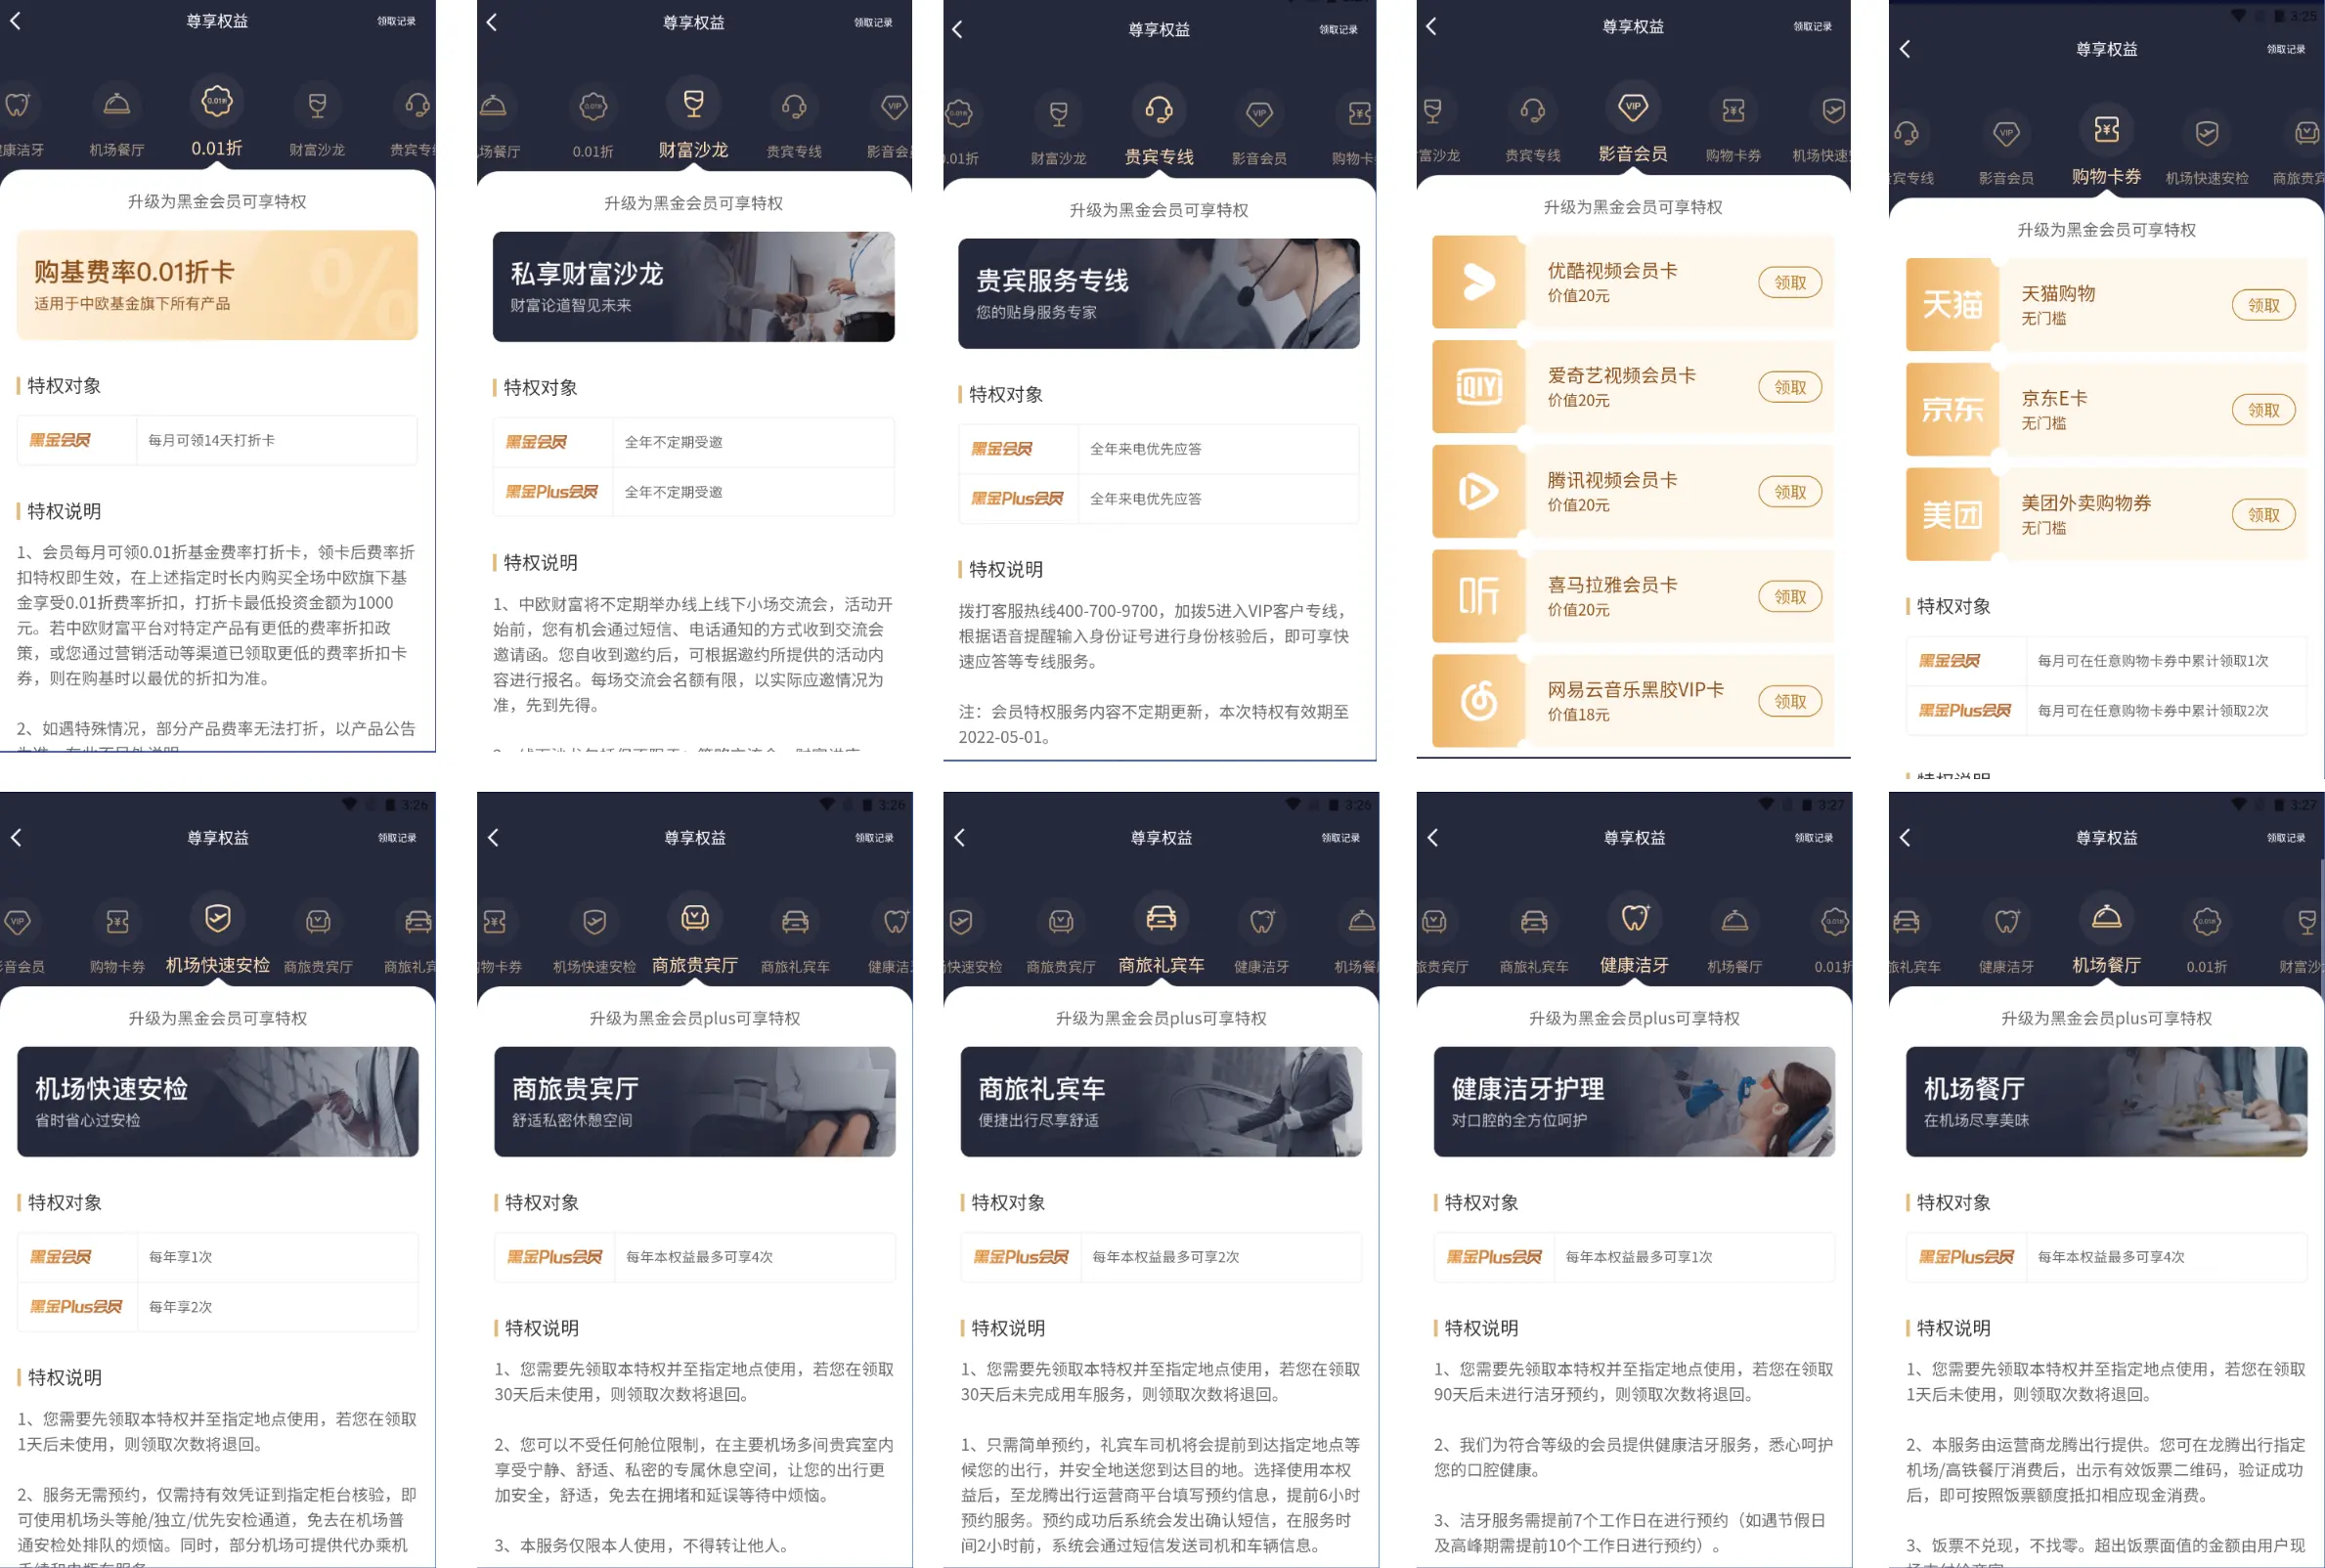 尊享权益
领取记录
康洁牙
机场餐厅
0.01折
财富沙龙
贵宾专
升级为黑金会员可享特权
购基费率0.01折卡
适用于中欧基金旗下所有产品
%
特权对象
黑金会员
每月可领14天打折卡
特权说明
1、会员每月可领0.01折基金费率打折卡，领卡后费率折
扣特权即生效，在上述指定时长内购买全场中欧旗下基
金享受0.01折费率折扣，打折卡最低投资金额为1000
元。若中欧财富平台对特定产品有更低的费率折扣政
策，或您通过营销活动等渠道已领取更低的费率折扣卡
券，则在购基时以最优的折扣为准。
2、如遇特殊情况，部分产品费率无法打折，以产品公告
尊享权益
领取记录
0.01折
VIP
场餐厅
0.01折
财富沙龙
贵宾专线
影音会
升级为黑金会员可享特权
私享财富沙龙
财富论道智见未来
特权对象
黑金会员
全年不定期受邀
黑金Plus会员
全年不定期受邀
特权说明
1、中欧财富将不定期举办线上线下小场交流会，活动开
始前，您有机会通过短信、电话通知的方式收到交流会
邀请函。您自收到邀约后，可根据邀约所提供的活动内
容进行报名。每场交流会名额有限，以实际应邀情况为
准，先到先得。
尊享权益
领取记录
VIP
0.01折
财富沙龙
贵宾专线
影音会员
购物卡
升级为黑金会员可享特权
贵宾服务专线
您的贴身服务专家
特权对象
黑金会员
全年来电优先应答
黑金Plus会员
全年来电优先应答
特权说明
拨打客服热线400-700-9700，加拨5进入VIP客户专线，
根据语音提醒输入身份证号进行身份核验后，即可享快
速应答等专线服务。
注：会员特权服务内容不定期更新，本次特权有效期至
2022-05-01。
尊享权益
领取记录
VIP
富沙龙
贵宾专线
影音会员
购物卡券
机场快速
升级为黑金会员可享特权
优酷视频会员卡
价值20元
领取
QIY
爱奇艺视频会员卡
价值20元
领取
腾讯视频会员卡
价值20元
领取
听
喜马拉雅会员卡
价值20元
领取
网易云音乐黑胶VIP卡
价值18元
领取
3:25
尊享权益
领取记录
VIP
宾专线
影音会员
购物卡券
机场快速安检
商旅贵宾
升级为黑金会员可享特权
天猫
天猫购物
无门槛
领取
京东
京东E卡
无门槛
领取
美团
美团外卖购物券
无门槛
领取
特权对象
黑金会员
每月可在任意购物卡券中累计领取1次
黑金Plus会员
每月可在任意购物卡券中累计领取2次
特权说明
3:26
尊享权益
领取记录
VIP
音会员
购物卡券
机场快速安检
商旅贵宾厅
商旅礼宾
升级为黑金会员可享特权
机场快速安检
省时省心过安检
特权对象
黑金会员
每年享1次
黑金Plus会员
每年享2次
特权说明
1、您需要先领取本特权并至指定地点使用，若您在领取
1天后未使用，则领取次数将退回。
2、服务无需预约，仅需持有效凭证到指定柜台核验，即
可使用机场头等舱/独立/优先安检通道，免去在机场普
通安检处排队的烦恼。同时，部分机场可提供代办乘机
3:26
尊享权益
领取记录
物卡券
机场快速安检
商旅贵宾厅
商旅礼宾车
健康洁
升级为黑金会员plus可享特权
商旅贵宾厅
舒适私密休憩空间
特权对象
黑金Plus会员
每年本权益最多可享4次
特权说明
1、您需要先领取本特权并至指定地点使用，若您在领取
30天后未使用，则领取次数将退回。
2、您可以不受任何舱位限制，在主要机场多间贵宾室内
享受宁静、舒适、私密的专属休息空间，让您的出行更
加安全，舒适，免去在拥堵和延误等待中烦恼。
3、本服务仅限本人使用，不得转让他人。
3:26
尊享权益
领取记录
快速安检
商旅贵宾厅
商旅礼宾车
健康洁牙
机场餐
升级为黑金会员plus可享特权
商旅礼宾车
便捷出行尽享舒适
特权对象
黑金Plus会员
每年本权益最多可享2次
特权说明
1、您需要先领取本特权并至指定地点使用，若您在领取
30天后未完成用车服务，则领取次数将退回。
1、只需简单预约，礼宾车司机将会提前到达指定地点等
候您的出行，并安全地送您到达目的地。选择使用本权
益后，至龙腾出行运营商平台填写预约信息，提前6小时
预约服务。预约成功后系统会发出确认短信，在服务时
间2小时前，系统会通过短信发送司机和车辆信息。
3:27
尊享权益
领取记录
旅贵宾厅
商旅礼宾车
健康洁牙
机场餐厅
0.01折
升级为黑金会员plus可享特权
健康洁牙护理
对口腔的全方位呵护
特权对象
黑金Plus会员
每年本权益最多可享1次
特权说明
1、您需要先领取本特权并至指定地点使用，若您在领取
90天后未进行洁牙预约，则领取次数将退回。
2、我们为符合等级的会员提供健康洁牙服务，悉心呵护
您的口腔健康。
3、洁牙服务需提前7个工作日在进行预约（如遇节假日
及高峰期需提前10个工作日进行预约）。
3:27
尊享权益
领取记录
旅礼宾车
健康洁牙
机场餐厅
0.01折
财富沙
升级为黑金会员plus可享特权
机场餐厅
在机场尽享美味
特权对象
黑金Plus会员
每年本权益最多可享4次
特权说明
1、您需要先领取本特权并至指定地点使用，若您在领取
1天后未使用，则领取次数将退回。
2、本服务由运营商龙腾出行提供。您可在龙腾出行指定
机场/高铁餐厅消费后，出示有效饭票二维码，验证成功
后，即可按照饭票额度抵扣相应现金消费。
3、饭票不兑现，不找零。超出饭票面值的金额由用户现